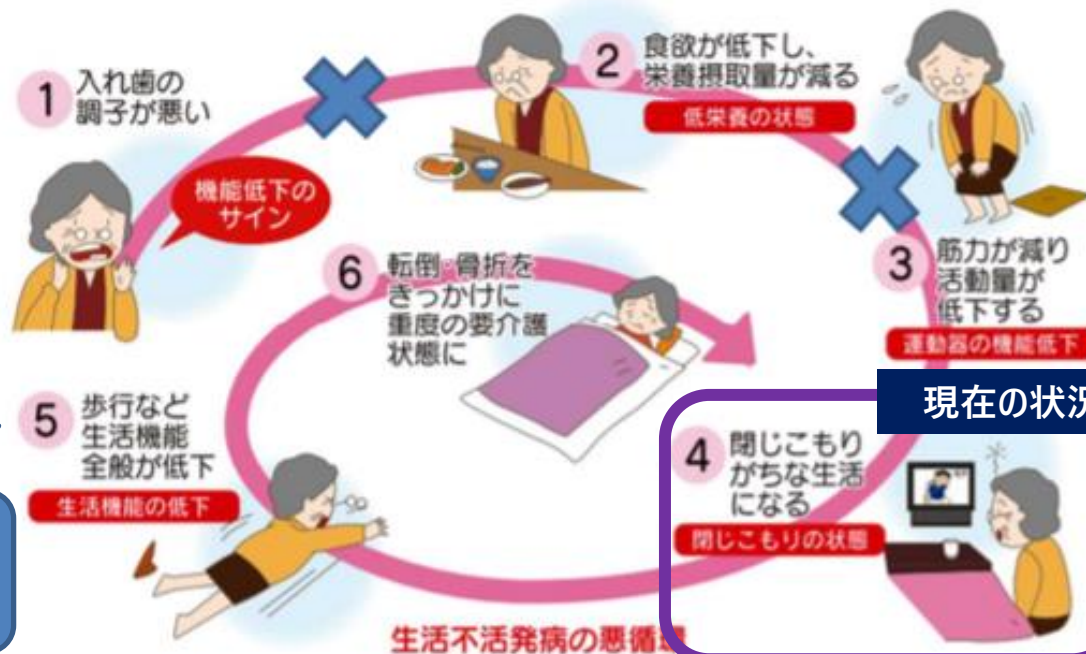 1 入れ歯の
調子が悪い
機能低下の
サイン
2 食欲が低下し、
栄養摂取量が減る
低栄養の状態
3 筋力が減り
活動量が
低下する
運動器の機能低下
現在の状況
4 閉じこもり
がちな生活
になる
閉じこもりの状態
5 歩行など
生活機能
全般が低下
生活機能の低下
6 転倒・骨折を
きっかけに
重度の要介護
状態に
生活不活発病の悪循環